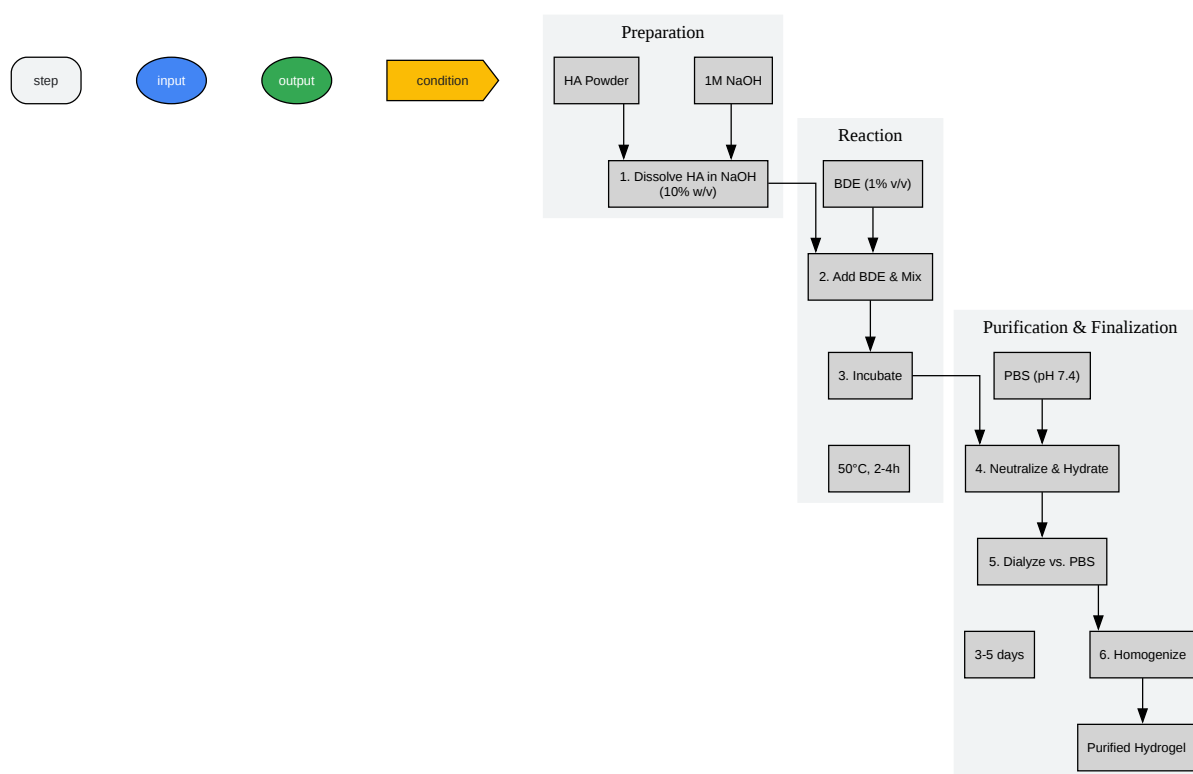 step
input
output
condition
Preparation
HA Powder
1M NaOH
1. Dissolve HA in NaOH
(10% w/v)
Reaction
BDE (1% v/v)
2. Add BDE & Mix
3. Incubate
50°C, 2-4h
Purification & Finalization
PBS (pH 7.4)
4. Neutralize & Hydrate
5. Dialyze vs. PBS
3-5 days
6. Homogenize
Purified Hydrogel